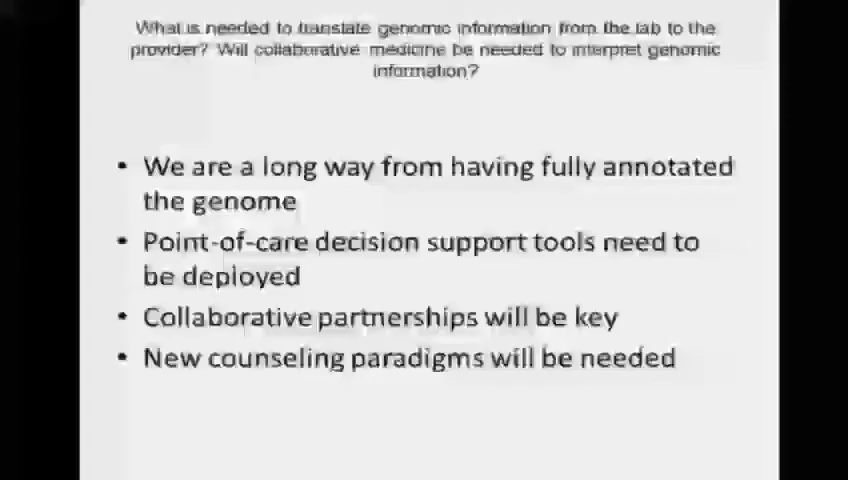 What is needed to translate genomic information from the lab to the
provider? Will collaborative medicine be needed to interpret genomic
information?
• We are a long way from having fully annotated
the genome
• Point-of-care decision support tools need to
be deployed
• Collaborative partnerships will be key
• New counseling paradigms will be needed